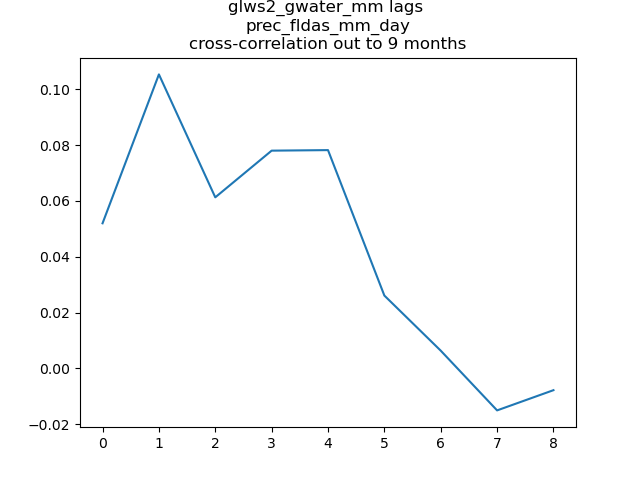 glws2_gwater_mm lags
prec_fldas_mm_day
cross-correlation out to 9 months
0.10
0.08
0.06
0.04
0.02
0.00
−0.02
0 1 2 3 4 5 6 7 8